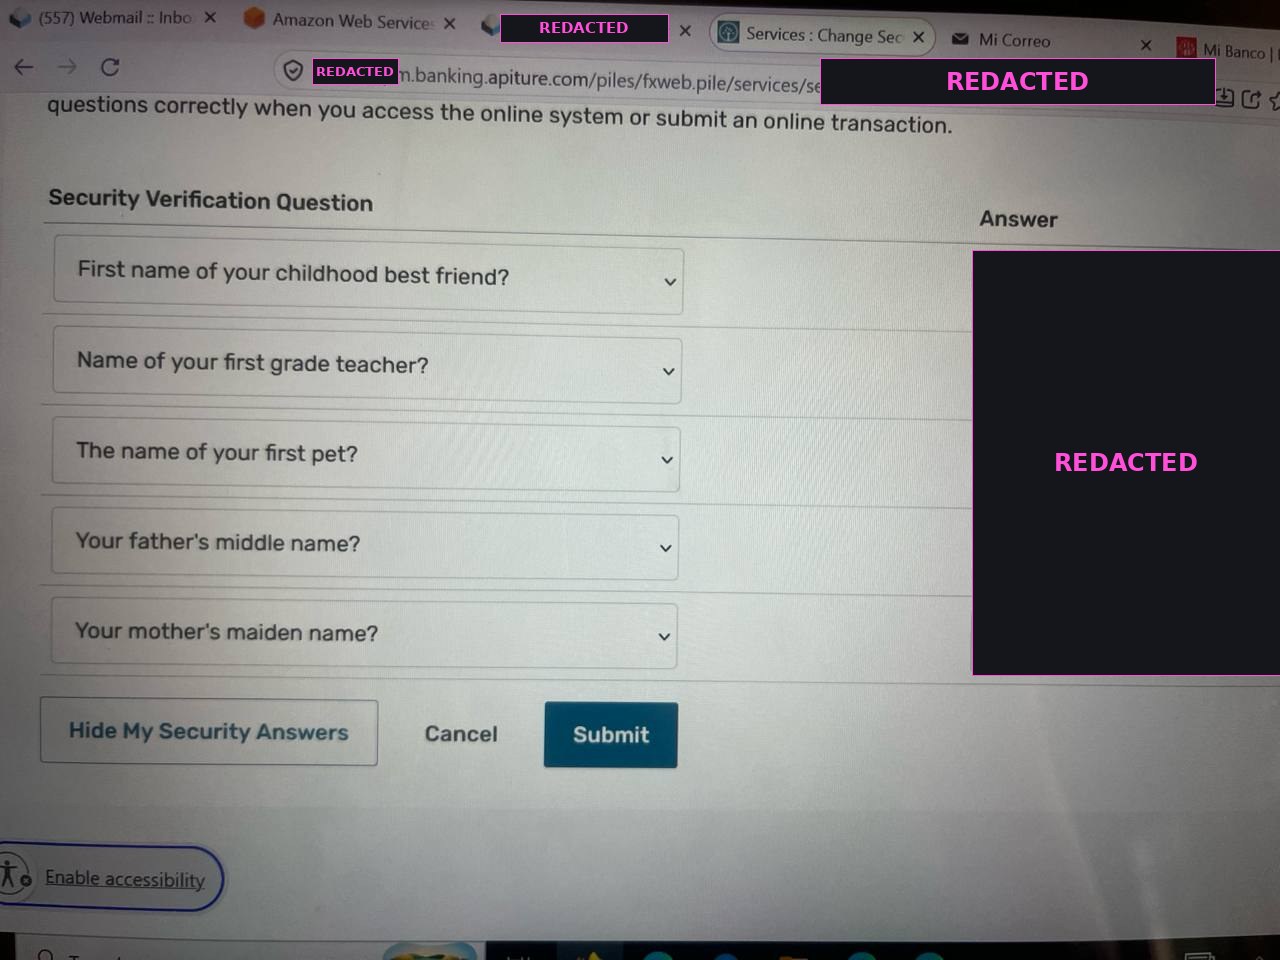 (557) Webmail :: Inbo
Amazon Web Services
REDACTED
Services : Change Sec
Mi Correo
Mi Banco |
REDACTED
n.banking.apiture.com/piles/fxweb.pile/services/se
REDACTED
questions correctly when you access the online system or submit an online transaction.
Security Verification Question
Answer
First name of your childhood best friend?
Name of your first grade teacher?
The name of your first pet?
REDACTED
Your father's middle name?
Your mother's maiden name?
Hide My Security Answers
Cancel
Submit
Enable accessibility